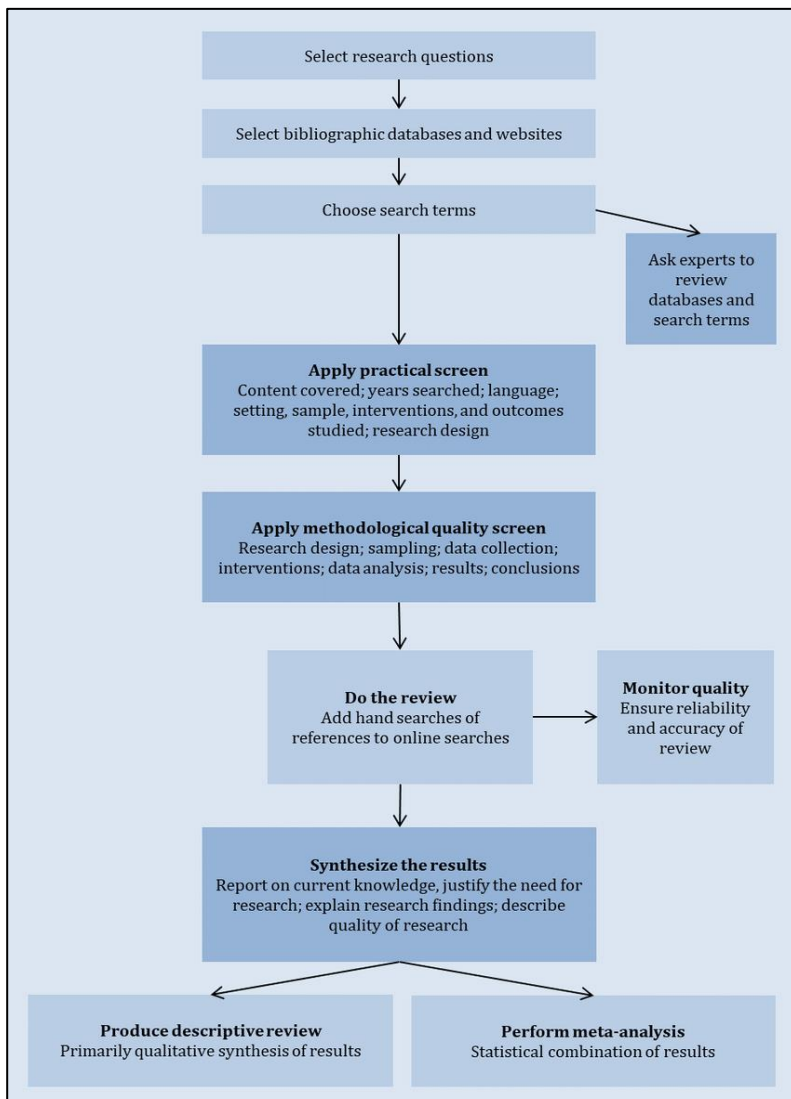 Select research questions
Select bibliographic databases and websites
Choose search terms
Ask experts to
review
databases and
search terms
Apply practical screen
Content covered; years searched; language;
setting, sample, interventions, and outcomes
studied; research design
Apply methodological quality screen
Research design; sampling; data collection;
interventions; data analysis; results; conclusions
Do the review
Add hand searches of
references to online searches
Monitor quality
Ensure reliability
and accuracy of
review
Synthesize the results
Report on current knowledge, justify the need for
research; explain research findings; describe
quality of research
Produce descriptive review
Primarily qualitative synthesis of results
Perform meta-analysis
Statistical combination of results